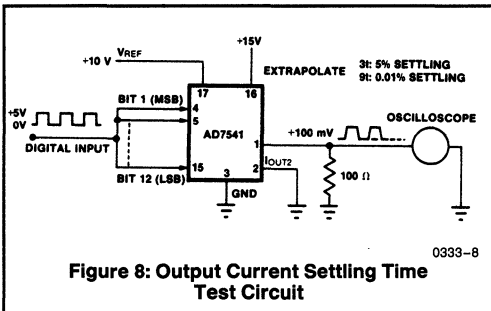 +15V
VREF
+10 V
EXTRAPOLATE
3t: 5% SETTLING
9t: 0.01% SETTLING
17
16
BIT 1 (MSB)
4
5
+5V
0V
DIGITAL INPUT
AD7541
OSCILLOSCOPE
+100 mV
1
IOUT2
2
15
BIT 12 (LSB)
3
GND
100 Ω
0333–8
Figure 8: Output Current Settling Time
Test Circuit